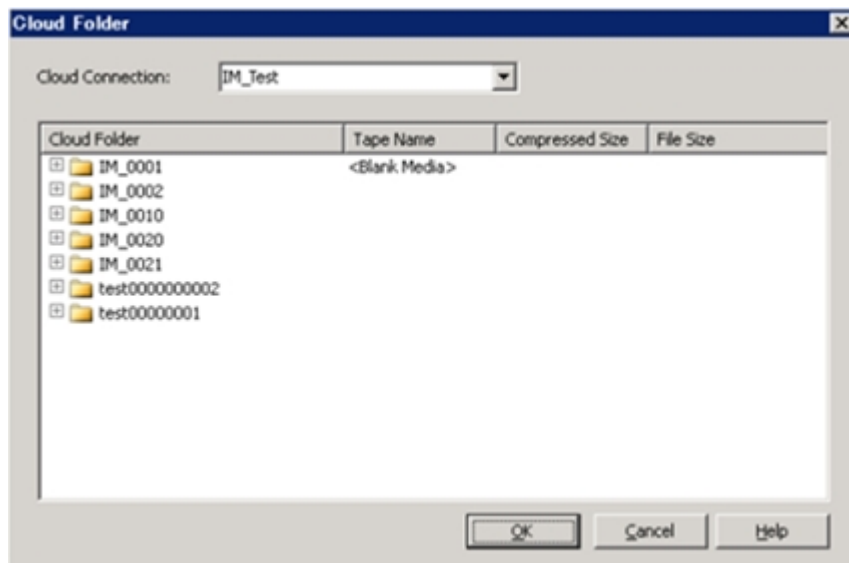 Cloud Folder
Cloud Connection: IM_Test
Cloud Folder Tape Name Compressed Size File Size
IM_0001 <Blank Media>
IM_0002
IM_0010
IM_0020
IM_0021
test0000000002
test00000001
OK Cancel Help